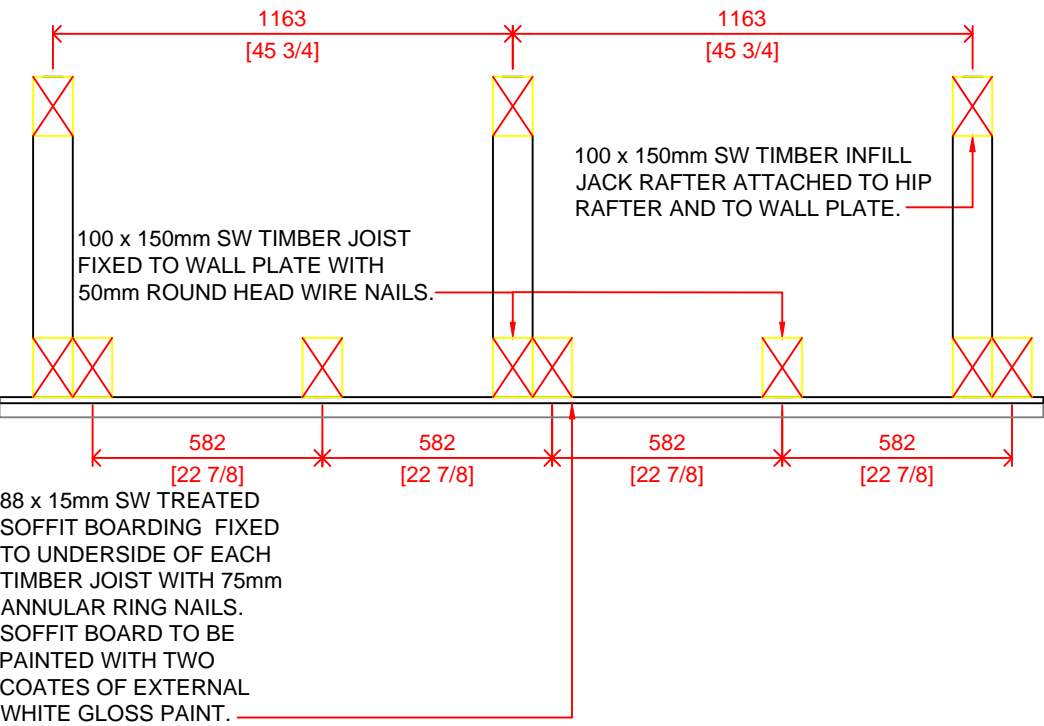 1163
[45 3/4]
1163
[45 3/4]
100 x 150mm SW TIMBER INFILL
JACK RAFTER ATTACHED TO HIP
RAFTER AND TO WALL PLATE.
100 x 150mm SW TIMBER JOIST
FIXED TO WALL PLATE WITH
50mm ROUND HEAD WIRE NAILS.
582
[22 7/8]
582
[22 7/8]
582
[22 7/8]
582
[22 7/8]
88 x 15mm SW TREATED
SOFFIT BOARDING FIXED
TO UNDERSIDE OF EACH
TIMBER JOIST WITH 75mm
ANNULAR RING NAILS.
SOFFIT BOARD TO BE
PAINTED WITH TWO
COATES OF EXTERNAL
WHITE GLOSS PAINT.